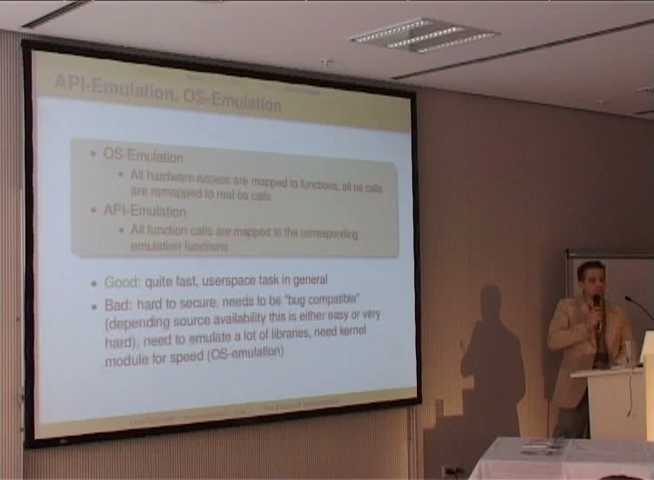 API-Emulation, OS-Emulation
• OS-Emulation
• All hardware access are mapped to functions, all os calls
are remapped to real os calls
• API-Emulation
• All function calls are mapped to the corresponding
emulation functions
• Good: quite fast, userspace task in general
• Bad: hard to secure, needs to be "bug compatible"
(depending source availability this is either easy or very
hard), need to emulate a lot of libraries, need kernel
module for speed (OS-emulation)